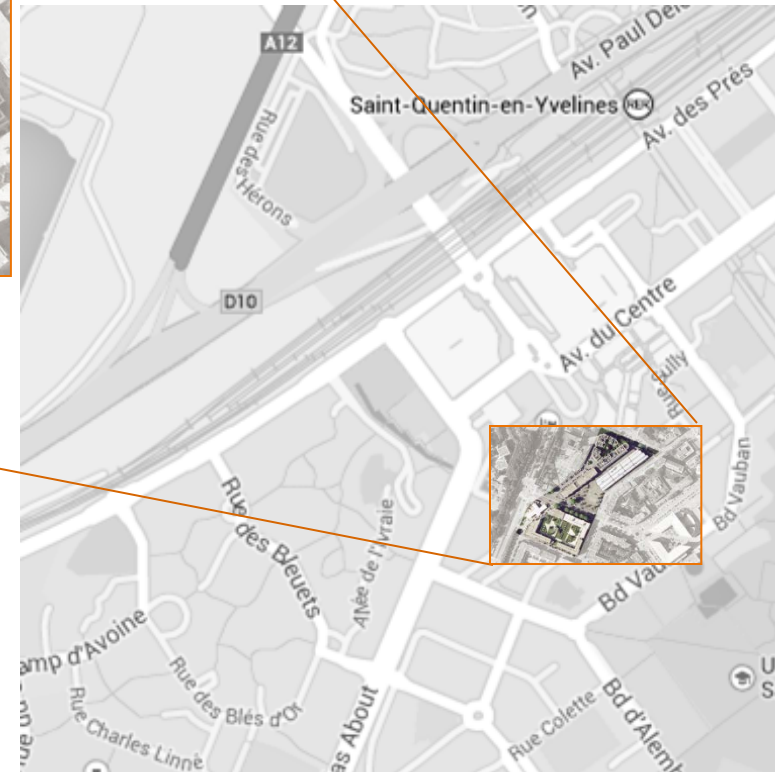 A12
Av. Paul Del
Saint-Quentin-en-Yvelines RER
Av. des Prés
Rue des Hérons
D10
Av. du Centre
Rue Sully
Bd Vauban
Rue des Bleuets
Allée de l'Ivraie
Bd Vau
amp d'Avoine
Rue des Blés d'Or
Rue Charles Linné
as About
Rue Colette
Bd d'Alemb
U
S